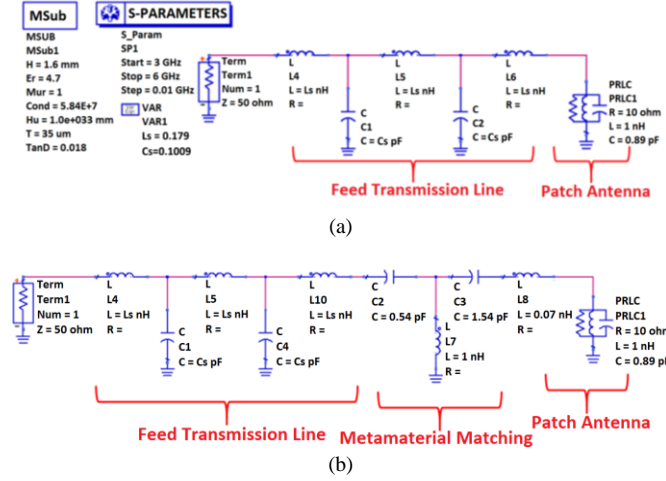 MSub
S-PARAMETERS
MSUB
MSub1
H = 1.6 mm
Er = 4.7
Mur = 1
Cond = 5.84E+7
Hu = 1.0e+033 mm
T = 35 um
TanD = 0.018
S_Param
SP1
Start = 3 GHz
Stop = 6 GHz
Step = 0.01 GHz
VAR
VAR1
Ls = 0.179
Cs=0.1009
Term
Term1
Num = 1
Z = 50 ohm
L
L4
L = Ls nH
R =
C
C1
C = Cs pF
L
L5
L = Ls nH
R =
C
C2
C = Cs pF
L
L6
L = Ls nH
R =
PRLC
PRLC1
R = 10 ohm
L = 1 nH
C = 0.89 pF
Feed Transmission Line
Patch Antenna
(a)
Term
Term1
Num = 1
Z = 50 ohm
L
L4
L = Ls nH
R =
C
C1
C = Cs pF
L
L5
L = Ls nH
R =
C
C4
C = Cs pF
L
L10
L = Ls nH
R =
C
C2
C = 0.54 pF
L
L7
L = 1 nH
R =
C
C3
C = 1.54 pF
L
L8
L = 0.07 nH
R =
PRLC
PRLC1
R = 10 ohm
L = 1 nH
C = 0.89 pF
Feed Transmission Line
Metamaterial Matching
Patch Antenna
(b)